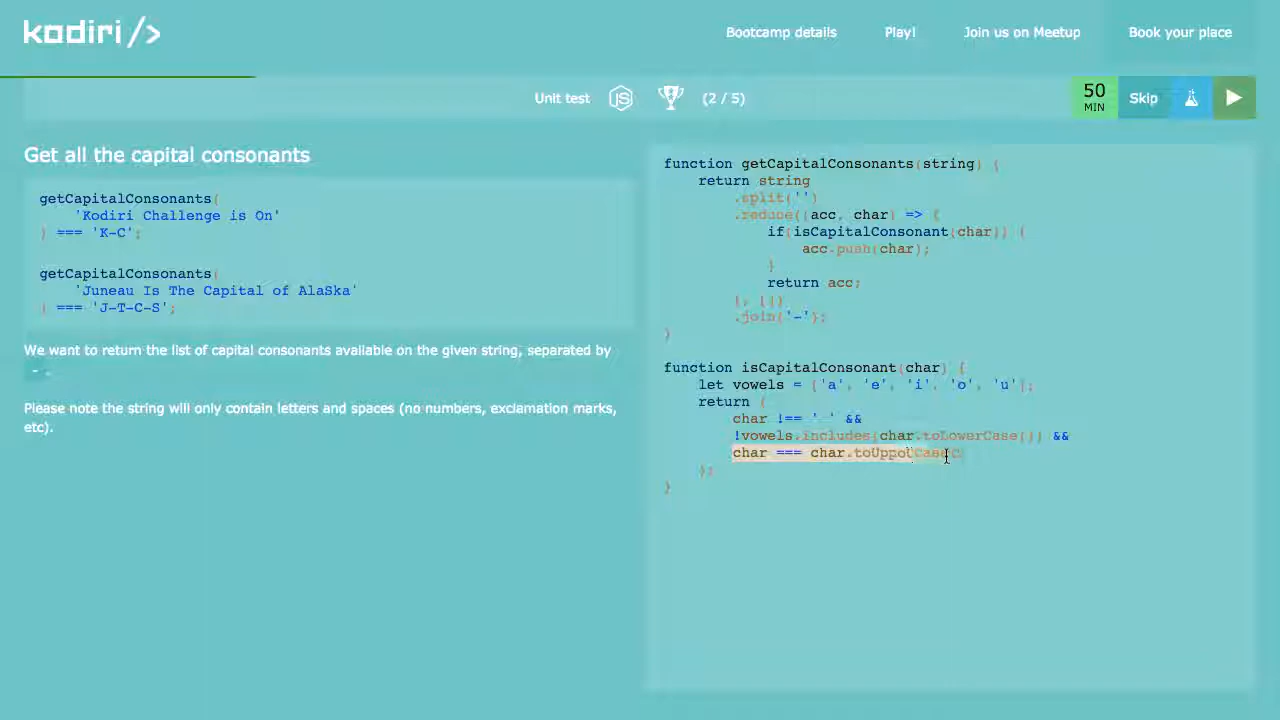 kodiri />
Bootcamp details
Play!
Join us on Meetup
Book your place
Unit test
JS
(2 / 5)
50
MIN
Skip
Get all the capital consonants
getCapitalConsonants(
'Kodiri Challenge is On'
) === 'K-C';
getCapitalConsonants(
'Juneau Is The Capital of AlaSka'
) === 'J-T-C-S';
We want to return the list of capital consonants available on the given string, separated by
- .
Please note the string will only contain letters and spaces (no numbers, exclamation marks,
etc).
function getCapitalConsonants(string) {
return string
.split('')
.reduce((acc, char) => {
if(isCapitalConsonant(char)) {
acc.push(char);
}
return acc;
}, [])
.join('-');
}
function isCapitalConsonant(char) {
let vowels = ['a', 'e', 'i', 'o', 'u'];
return (
char !== ' ' &&
!vowels.includes(char.toLowerCase()) &&
char === char.
);
}